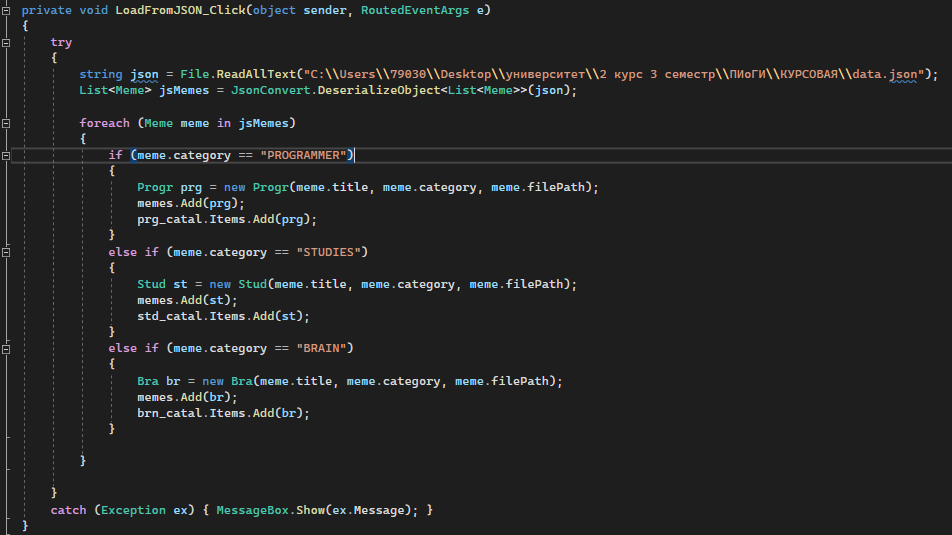 private void LoadFromJSON_Click(object sender, RoutedEventArgs e)
{
try
{
string json = File.ReadAllText("C:\\Users\\79030\\Desktop\\университет\\2 курс 3 семестр\\ПИоГИ\\КУРСОВАЯ\\data.json");
List<Meme> jsMemes = JsonConvert.DeserializeObject<List<Meme>>(json);
foreach (Meme meme in jsMemes)
{
if (meme.category == "PROGRAMMER")
{
Progr prg = new Progr(meme.title, meme.category, meme.filePath);
memes.Add(prg);
prg_catal.Items.Add(prg);
}
else if (meme.category == "STUDIES")
{
Stud st = new Stud(meme.title, meme.category, meme.filePath);
memes.Add(st);
std_catal.Items.Add(st);
}
else if (meme.category == "BRAIN")
{
Bra br = new Bra(meme.title, meme.category, meme.filePath);
memes.Add(br);
brn_catal.Items.Add(br);
}
}
}
catch (Exception ex) { MessageBox.Show(ex.Message); }
}